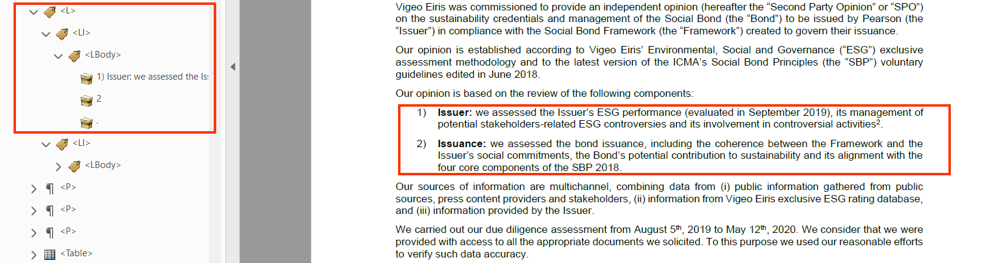 <L>
<LI>
<LBody>
1) Issuer: we assessed the Is
2
.
<LI>
<LBody>
<P>
<P>
<P>
<Table>
Vigeo Eiris was commissioned to provide an independent opinion (hereafter the “Second Party Opinion” or “SPO”)
on the sustainability credentials and management of the Social Bond (the “Bond”) to be issued by Pearson (the
“Issuer”) in compliance with the Social Bond Framework (the “Framework”) created to govern their issuance.
Our opinion is established according to Vigeo Eiris’ Environmental, Social and Governance (“ESG”) exclusive
assessment methodology and to the latest version of the ICMA’s Social Bond Principles (the “SBP”) voluntary
guidelines edited in June 2018.
Our opinion is based on the review of the following components:
1) Issuer: we assessed the Issuer’s ESG performance (evaluated in September 2019), its management of
potential stakeholders-related ESG controversies and its involvement in controversial activities².
2) Issuance: we assessed the bond issuance, including the coherence between the Framework and the
Issuer’s social commitments, the Bond’s potential contribution to sustainability and its alignment with the
four core components of the SBP 2018.
Our sources of information are multichannel, combining data from (i) public information gathered from public
sources, press content providers and stakeholders, (ii) information from Vigeo Eiris exclusive ESG rating database,
and (iii) information provided by the Issuer.
We carried out our due diligence assessment from August 5th, 2019 to May 12th, 2020. We consider that we were
provided with access to all the appropriate documents we solicited. To this purpose we used our reasonable efforts
to verify such data accuracy.